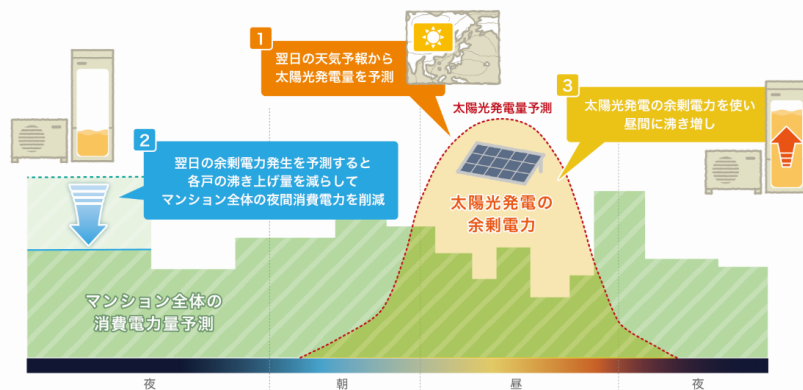 1
翌日の天気予報から
太陽光発電量を予測
2
翌日の余剰電力発生を予測すると
各戸の沸き上げ量を減らして
マンション全体の夜間消費電力を削減
太陽光発電量予測
3
太陽光発電の余剰電力を使い
昼間に沸き増し
太陽光発電の
余剰電力
マンション全体の
消費電力量予測
夜
朝
昼
夜